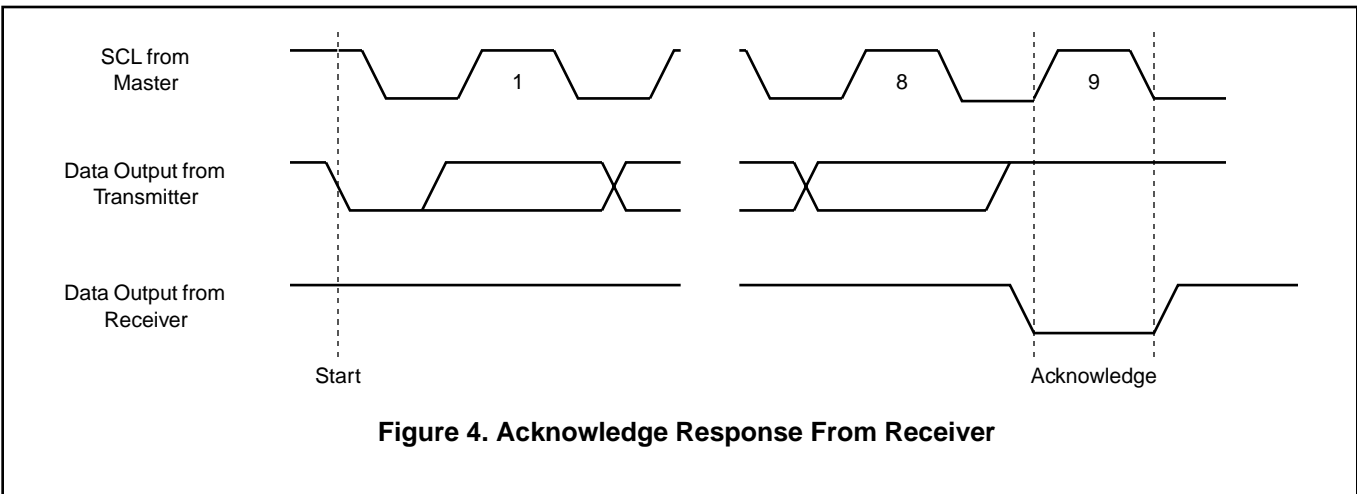 SCL from
Master
1
8
9
Data Output from
Transmitter
Data Output from
Receiver
Start
Acknowledge
Figure 4. Acknowledge Response From Receiver